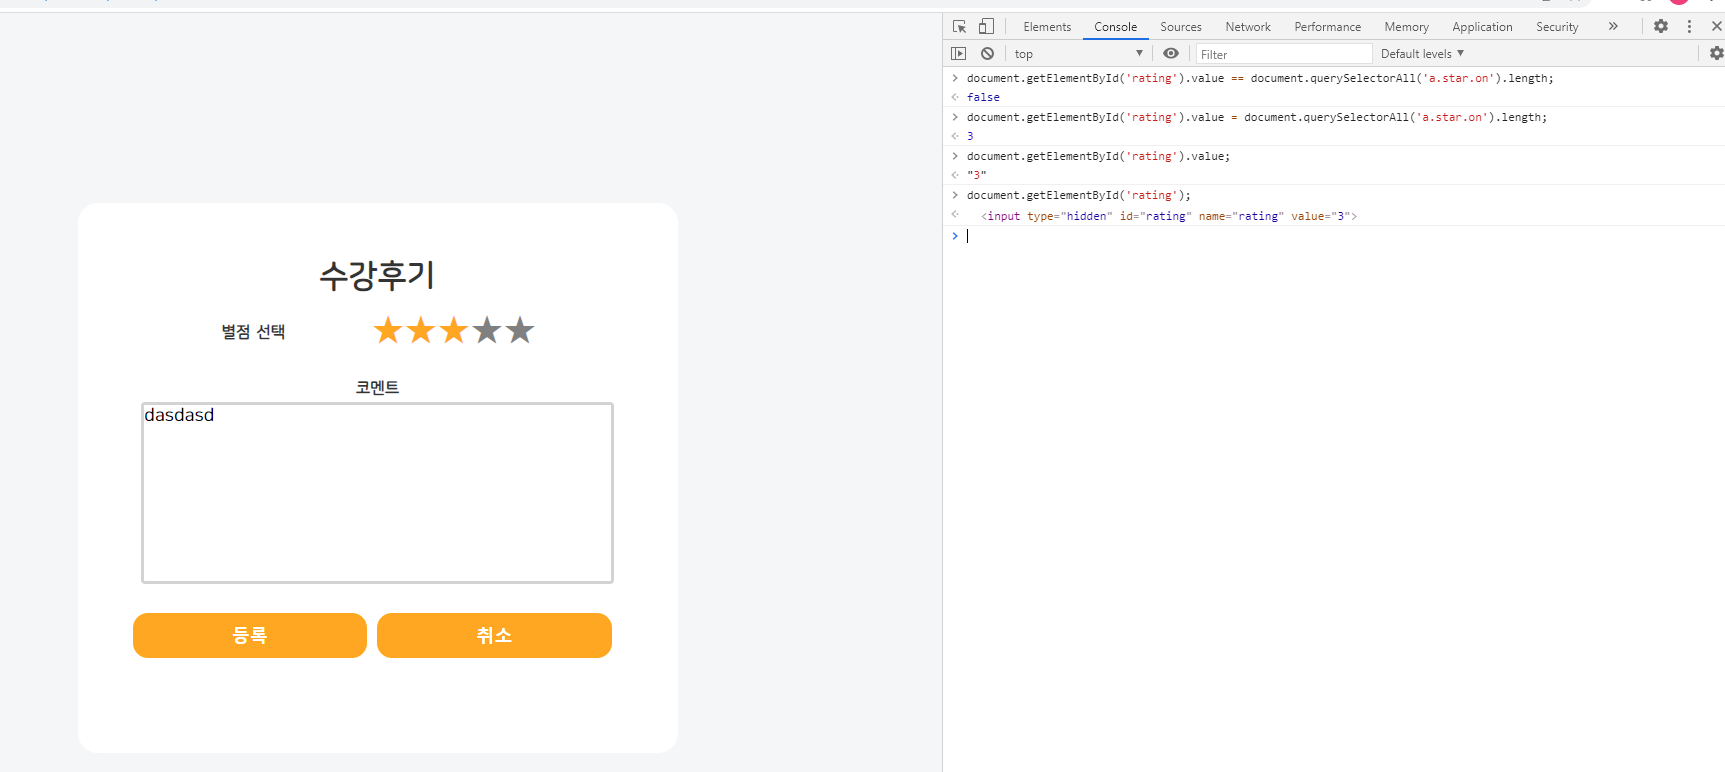 수강후기
별점 선택
코멘트
dasdasd
등록 취소
Elements Console Sources Network Performance Memory Application Security
top Filter Default levels
document.getElementById('rating').value == document.querySelectorAll('a.star.on').length;
false
document.getElementById('rating').value = document.querySelectorAll('a.star.on').length;
3
document.getElementById('rating').value;
"3"
document.getElementById('rating');
<input type="hidden" id="rating" name="rating" value="3">